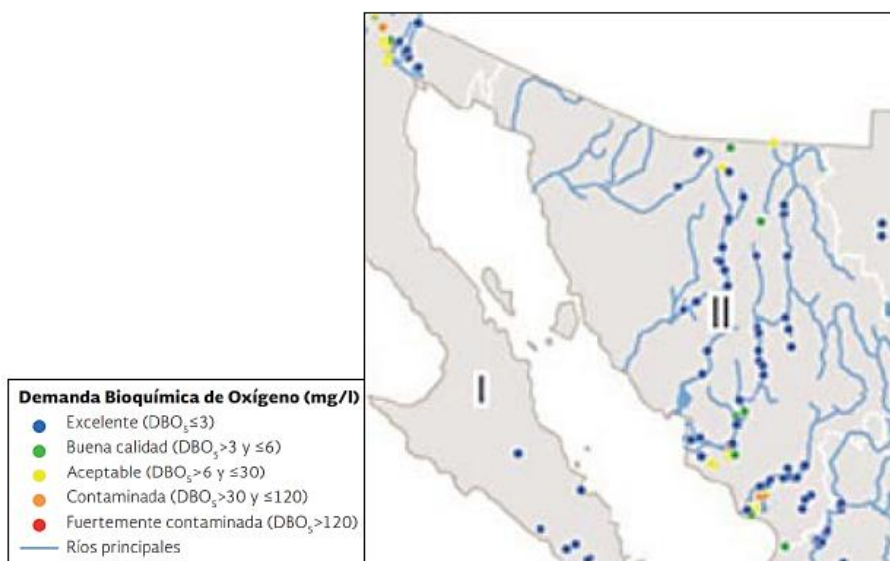 II
I
Demanda Bioquímica de Oxígeno (mg/l)
Excelente (DBO₅≤3)
Buena calidad (DBO₅>3 y ≤6)
Aceptable (DBO₅>6 y ≤30)
Contaminada (DBO₅>30 y ≤120)
Fuertemente contaminada (DBO₅>120)
Ríos principales